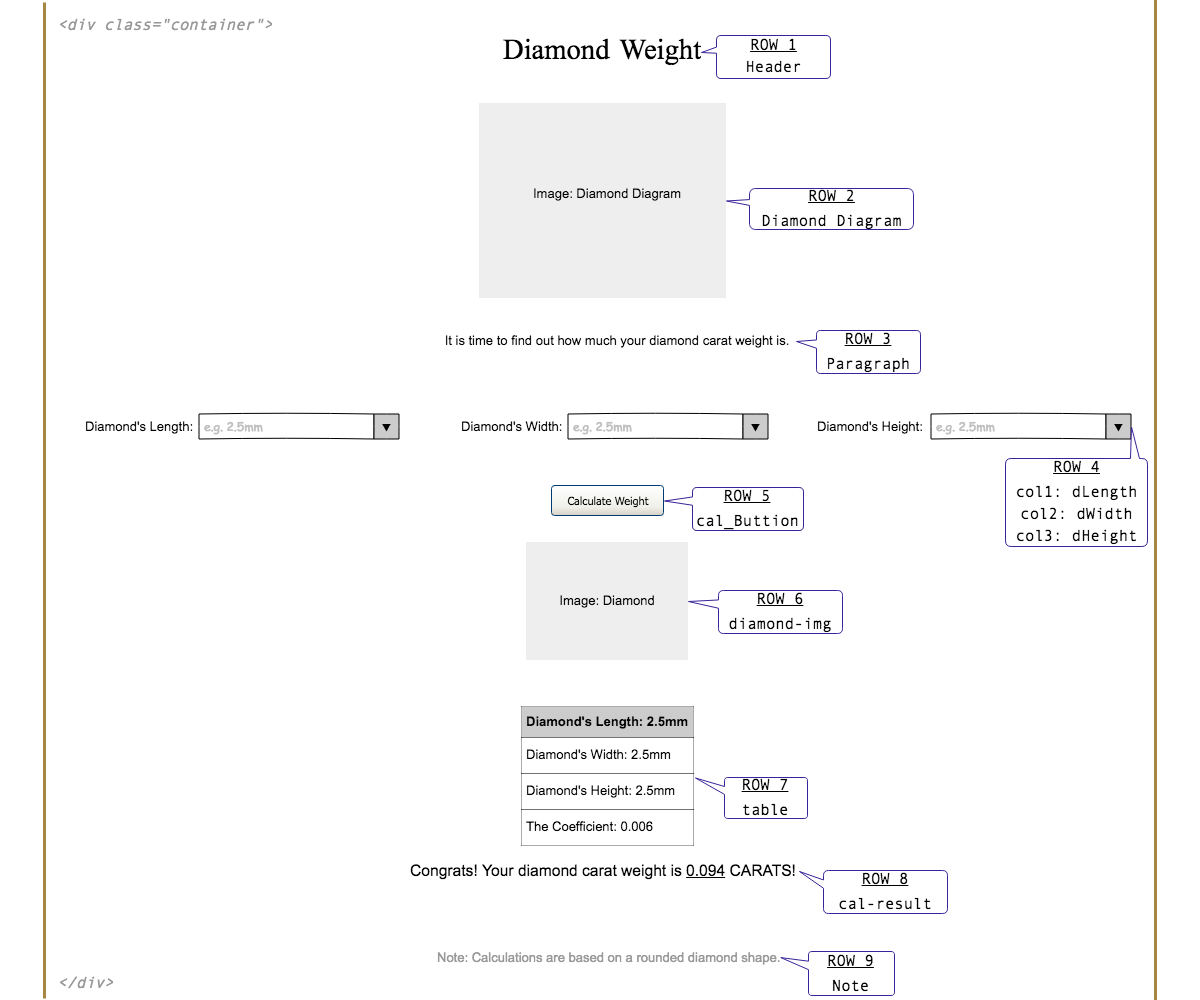 <div class="container">
Diamond Weight
ROW 1
Header
Image: Diamond Diagram
ROW 2
Diamond Diagram
It is time to find out how much your diamond carat weight is.
ROW 3
Paragraph
Diamond's Length: e.g. 2.5mm
Diamond's Width: e.g. 2.5mm
Diamond's Height: e.g. 2.5mm
ROW 4
col1: dLength
col2: dWidth
col3: dHeight
Calculate Weight
ROW 5
cal_Buttion
Image: Diamond
ROW 6
diamond-img
Diamond's Length: 2.5mm
Diamond's Width: 2.5mm
Diamond's Height: 2.5mm
The Coefficient: 0.006
ROW 7
table
Congrats! Your diamond carat weight is 0.094 CARATS!
ROW 8
cal-result
Note: Calculations are based on a rounded diamond shape.
ROW 9
Note
</div>